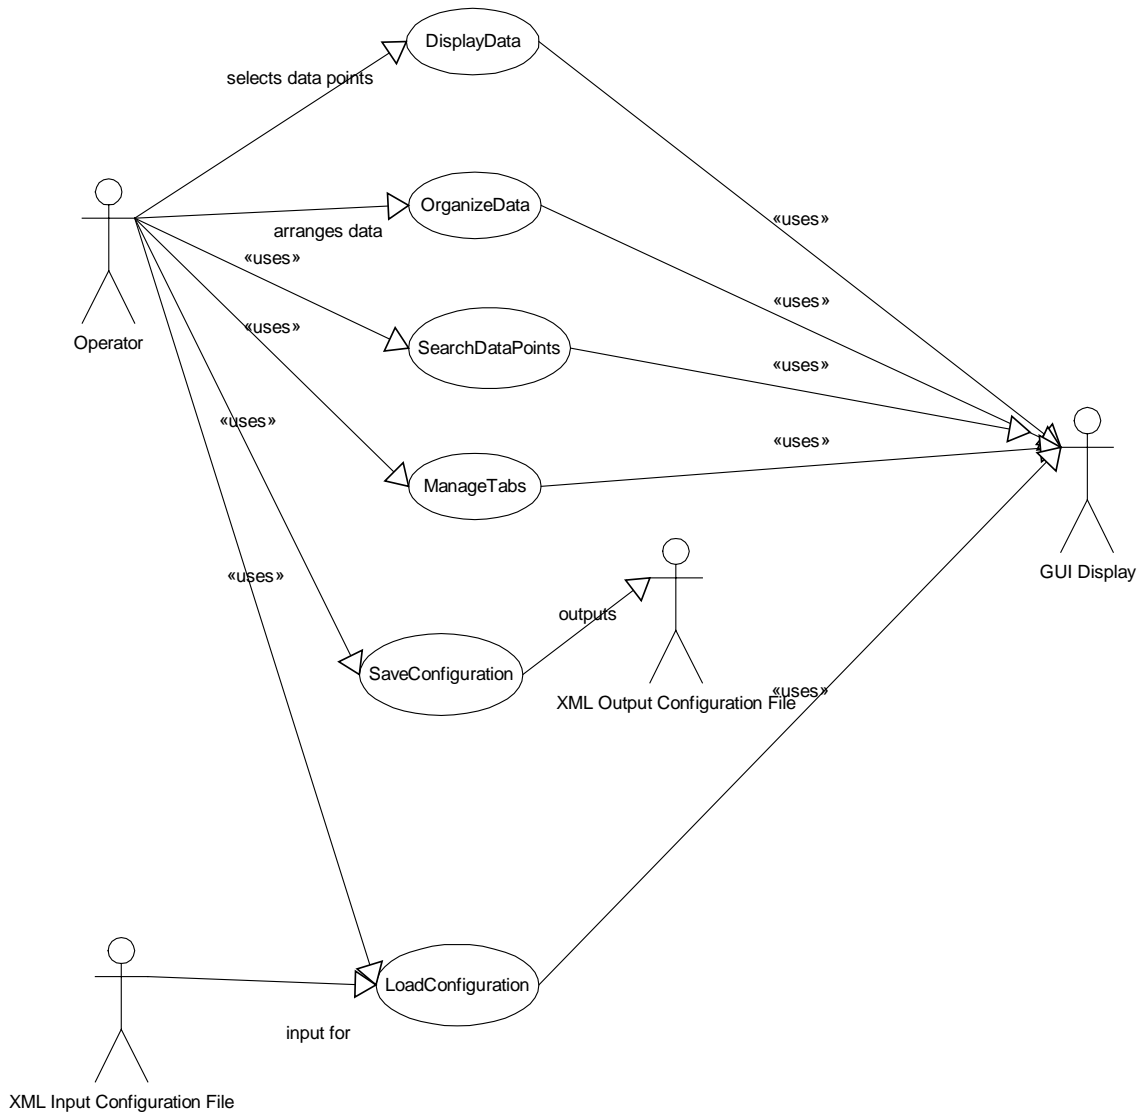 DisplayData
selects data points
OrganizeData
«uses»
arranges data
«uses»
«uses»
«uses»
Operator
SearchDataPoints
«uses»
«uses»
«uses»
ManageTabs
GUI Display
«uses»
outputs
SaveConfiguration
«uses»
XML Output Configuration File
LoadConfiguration
input for
XML Input Configuration File